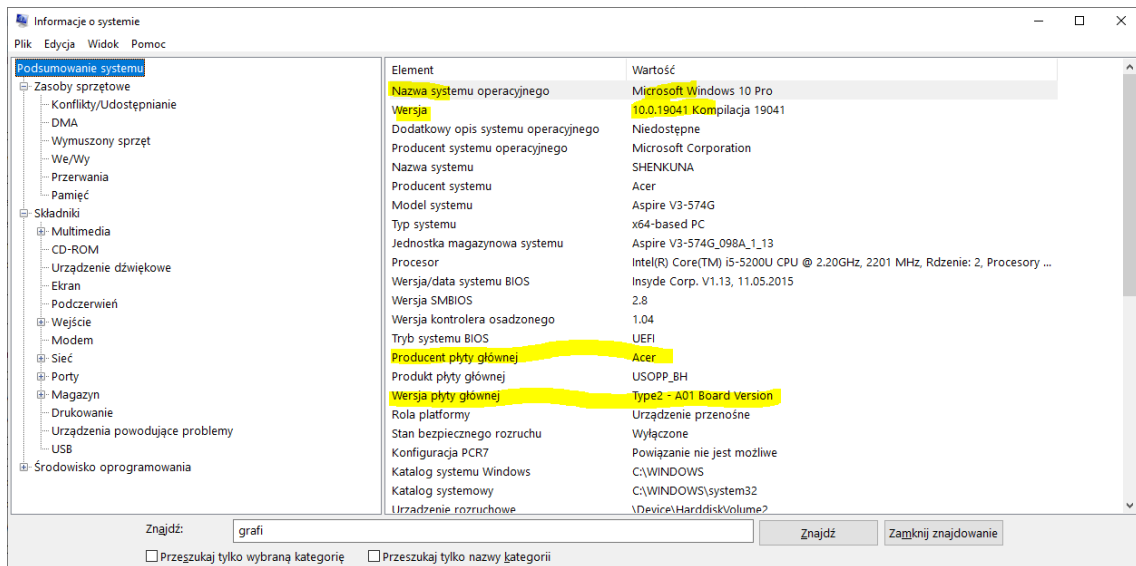 Informacje o systemie
Plik Edycja Widok Pomoc
Podsumowanie systemu
Zasoby sprzętowe
Konflikty/Udostępnianie
DMA
Wymuszony sprzęt
We/Wy
Przerwania
Pamięć
Składniki
Multimedia
CD-ROM
Urządzenie dźwiękowe
Ekran
Podczerwień
Wejście
Modem
Sieć
Porty
Magazyn
Drukowanie
Urządzenia powodujące problemy
USB
Środowisko oprogramowania
Element Wartość
Nazwa systemu operacyjnego Microsoft Windows 10 Pro
Wersja 10.0.19041 Kompilacja 19041
Dodatkowy opis systemu operacyjnego Niedostępne
Producent systemu operacyjnego Microsoft Corporation
Nazwa systemu SHENKUNA
Producent systemu Acer
Model systemu Aspire V3-574G
Typ systemu x64-based PC
Jednostka magazynowa systemu Aspire V3-574G_098A_1_13
Procesor Intel(R) Core(TM) i5-5200U CPU @ 2.20GHz, 2201 MHz, Rdzenie: 2, Procesory ...
Wersja/data systemu BIOS Insyde Corp. V1.13, 11.05.2015
Wersja SMBIOS 2.8
Wersja kontrolera osadzonego 1.04
Tryb systemu BIOS UEFI
Producent płyty głównej Acer
Produkt płyty głównej USOPP_BH
Wersja płyty głównej Type2 - A01 Board Version
Rola platformy Urządzenie przenośne
Stan bezpiecznego rozruchu Wyłączone
Konfiguracja PCR7 Powiązanie nie jest możliwe
Katalog systemu Windows C:\WINDOWS
Katalog systemowy C:\WINDOWS\system32
Urządzenie rozruchowe \Device\HarddiskVolume2
Znajdź: grafi Znajdź Zamknij znajdowanie
Przeszukaj tylko wybraną kategorię Przeszukaj tylko nazwy kategorii